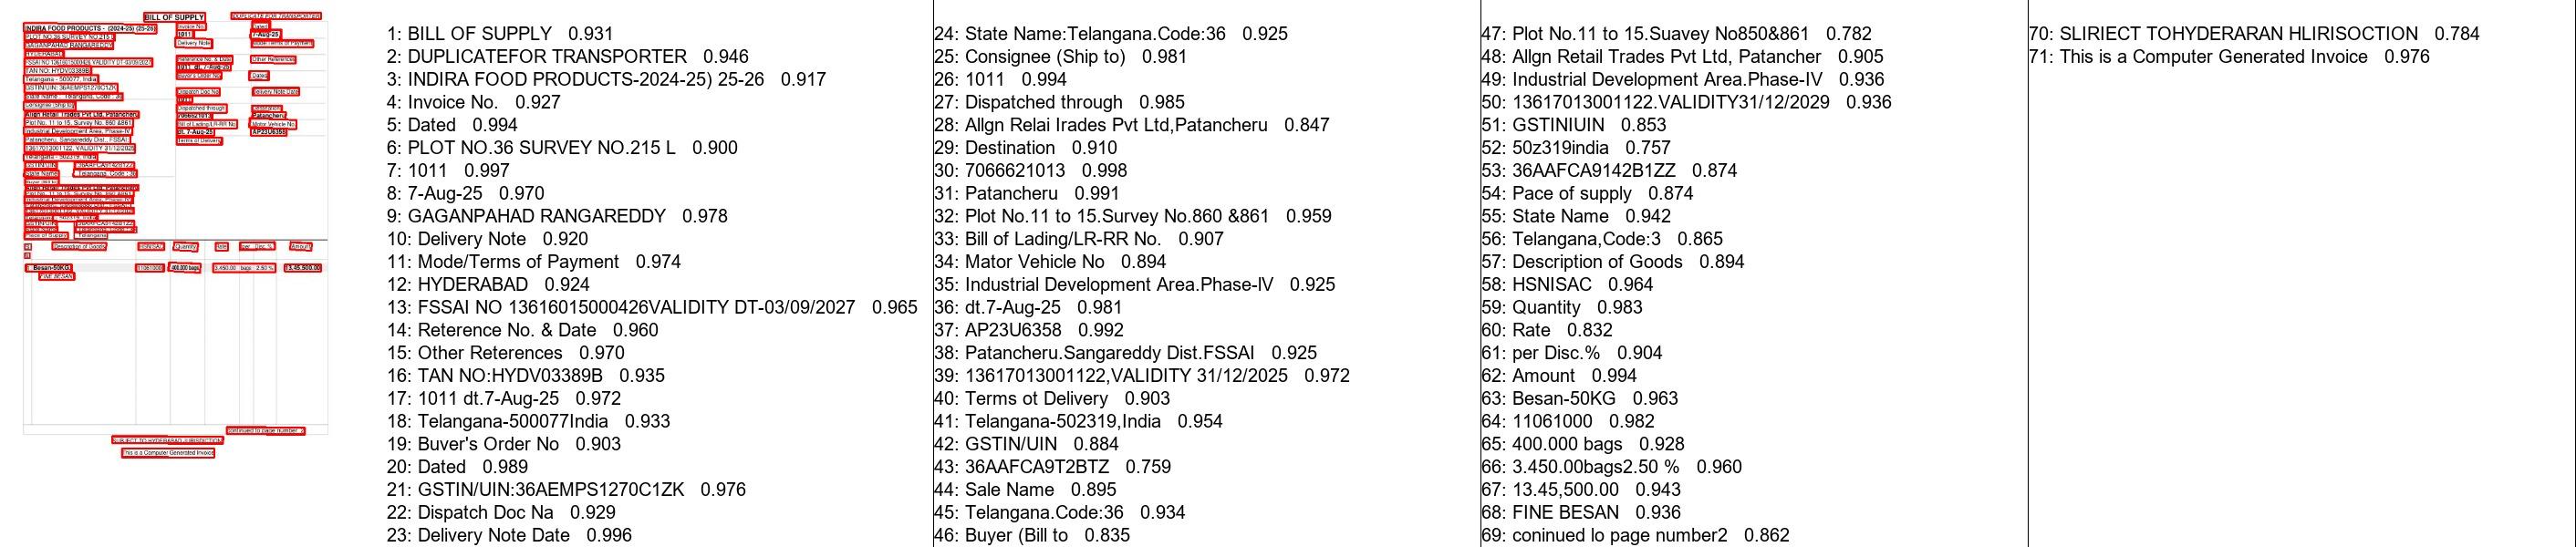 BILL OF SUPPLY
1: BILL OF SUPPLY 0.931
2: DUPLICATEFOR TRANSPORTER 0.946
3: INDIRA FOOD PRODUCTS-2024-25) 25-26 0.917
4: Invoice No. 0.927
5: Dated 0.994
6: PLOT NO.36 SURVEY NO.215 L 0.900
7: 1011 0.997
8: 7-Aug-25 0.970
9: GAGANPAHAD RANGAREDDY 0.978
10: Delivery Note 0.920
11: Mode/Terms of Payment 0.974
12: HYDERABAD 0.924
13: FSSAI NO 13616015000426VALIDITY DT-03/09/2027 0.965
14: Reterence No. & Date 0.960
15: Other References 0.970
16: TAN NO:HYDV03389B 0.935
17: 1011 dt.7-Aug-25 0.972
18: Telangana-500077India 0.933
19: Buyer's Order No 0.903
20: Dated 0.989
21: GSTIN/UIN:36AEMPS1270C1ZK 0.976
22: Dispatch Doc Na 0.929
23: Delivery Note Date 0.996
24: State Name:Telangana.Code:36 0.925
25: Consignee (Ship to) 0.981
26: 1011 0.994
27: Dispatched through 0.985
28: Allgn Relai Irades Pvt Ltd,Patancheru 0.847
29: Destination 0.910
30: 7066621013 0.998
31: Patancheru 0.991
32: Plot No.11 to 15.Survey No.860 &861 0.959
33: Bill of Lading/LR-RR No. 0.907
34: Mator Vehicle No 0.894
35: Industrial Development Area.Phase-IV 0.925
36: dt.7-Aug-25 0.981
37: AP23U6358 0.992
38: Patancheru.Sangareddy Dist.FSSAI 0.925
39: 13617013001122,VALIDITY 31/12/2025 0.972
40: Terms ot Delivery 0.903
41: Telangana-502319,India 0.954
42: GSTIN/UIN 0.884
43: 36AAFCA9T2BTZ 0.759
44: Sale Name 0.895
45: Telangana.Code:36 0.934
46: Buyer (Bill to 0.835
47: Plot No.11 to 15.Suavey No850&861 0.782
48: Allgn Retail Trades Pvt Ltd, Patancher 0.905
49: Industrial Development Area.Phase-IV 0.936
50: 13617013001122.VALIDITY31/12/2029 0.936
51: GSTINIUIN 0.853
52: 50z319india 0.757
53: 36AAFCA9142B1ZZ 0.874
54: Pace of supply 0.874
55: State Name 0.942
56: Telangana,Code:3 0.865
57: Description of Goods 0.894
58: HSNISAC 0.964
59: Quantity 0.983
60: Rate 0.832
61: per Disc.% 0.904
62: Amount 0.994
63: Besan-50KG 0.963
64: 11061000 0.982
65: 400.000 bags 0.928
66: 3.450.00bags2.50 % 0.960
67: 13.45,500.00 0.943
68: FINE BESAN 0.936
69: coninued lo page number2 0.862
70: SLIRIECT TOHYDERARAN HLIRISOCTION 0.784
71: This is a Computer Generated Invoice 0.976